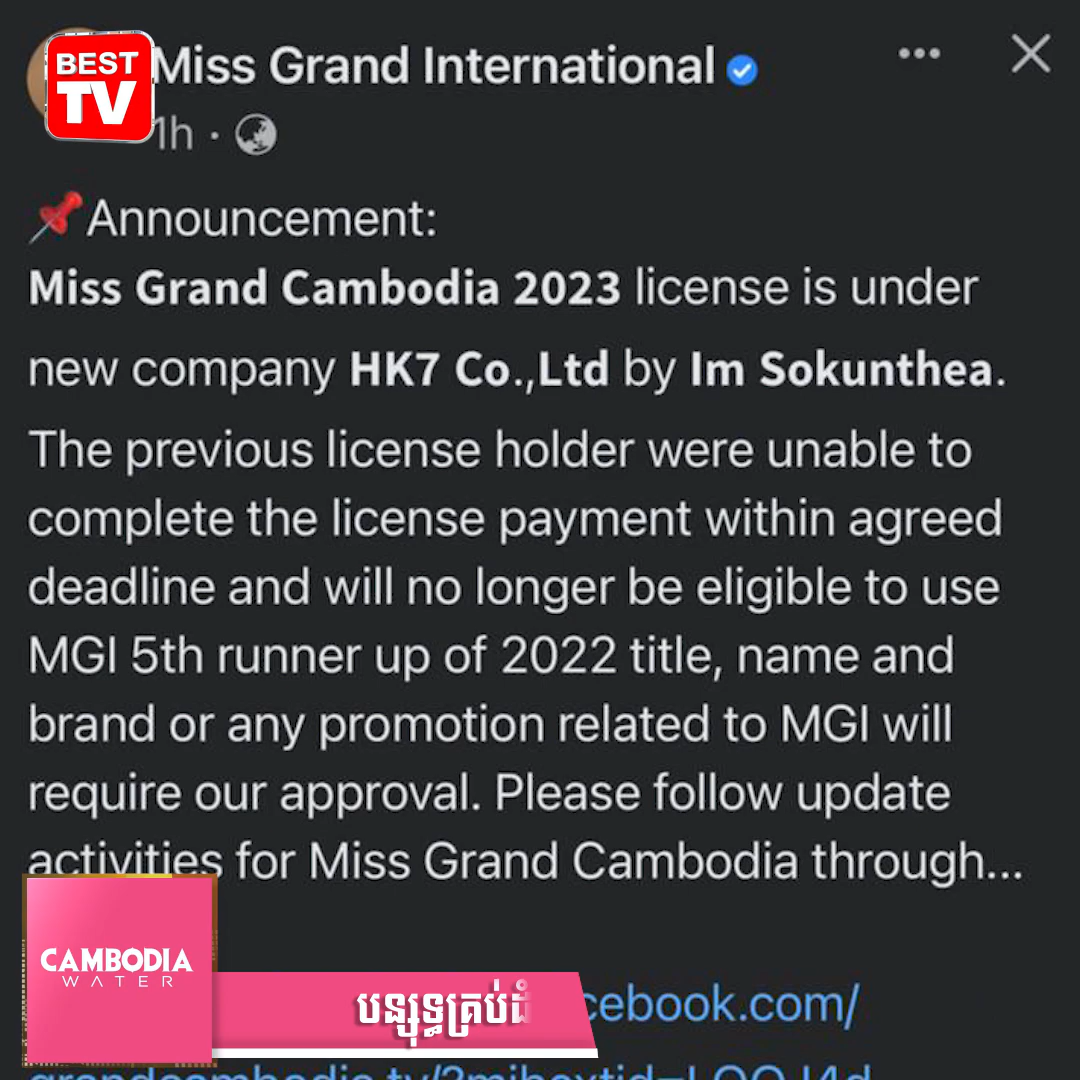 BEST
TV
Miss Grand International
1h ·
📌Announcement:
Miss Grand Cambodia 2023 license is under
new company HK7 Co.,Ltd by Im Sokunthea.
The previous license holder were unable to
complete the license payment within agreed
deadline and will no longer be eligible to use
MGI 5th runner up of 2022 title, name and
brand or any promotion related to MGI will
require our approval. Please follow update
activities for Miss Grand Cambodia through...
CAMBODIA
WATER
បន្សុទ្ធគ្រប់ដំ
cebook.com/